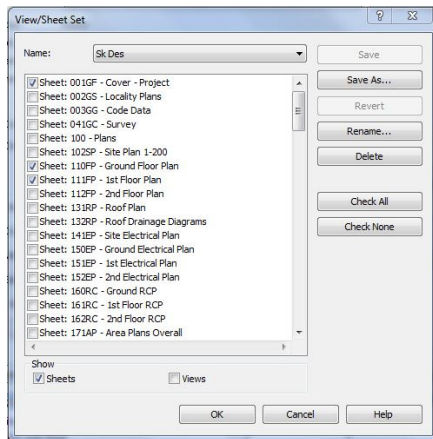 View/Sheet Set
Name: Sk Des
Save
Save As...
Revert
Rename...
Delete
Check All
Check None
Sheet: 001GF - Cover - Project
Sheet: 002GS - Locality Plans
Sheet: 003GG - Code Data
Sheet: 041GC - Survey
Sheet: 100 - Plans
Sheet: 102SP - Site Plan 1-200
Sheet: 110FP - Ground Floor Plan
Sheet: 111FP - 1st Floor Plan
Sheet: 112FP - 2nd Floor Plan
Sheet: 131RP - Roof Plan
Sheet: 132RP - Roof Drainage Diagrams
Sheet: 141EP - Site Electrical Plan
Sheet: 150EP - Ground Electrical Plan
Sheet: 151EP - 1st Electrical Plan
Sheet: 152EP - 2nd Electrical Plan
Sheet: 160RC - Ground RCP
Sheet: 161RC - 1st Floor RCP
Sheet: 162RC - 2nd Floor RCP
Sheet: 171AP - Area Plans Overall
Show
Sheets Views
OK Cancel Help